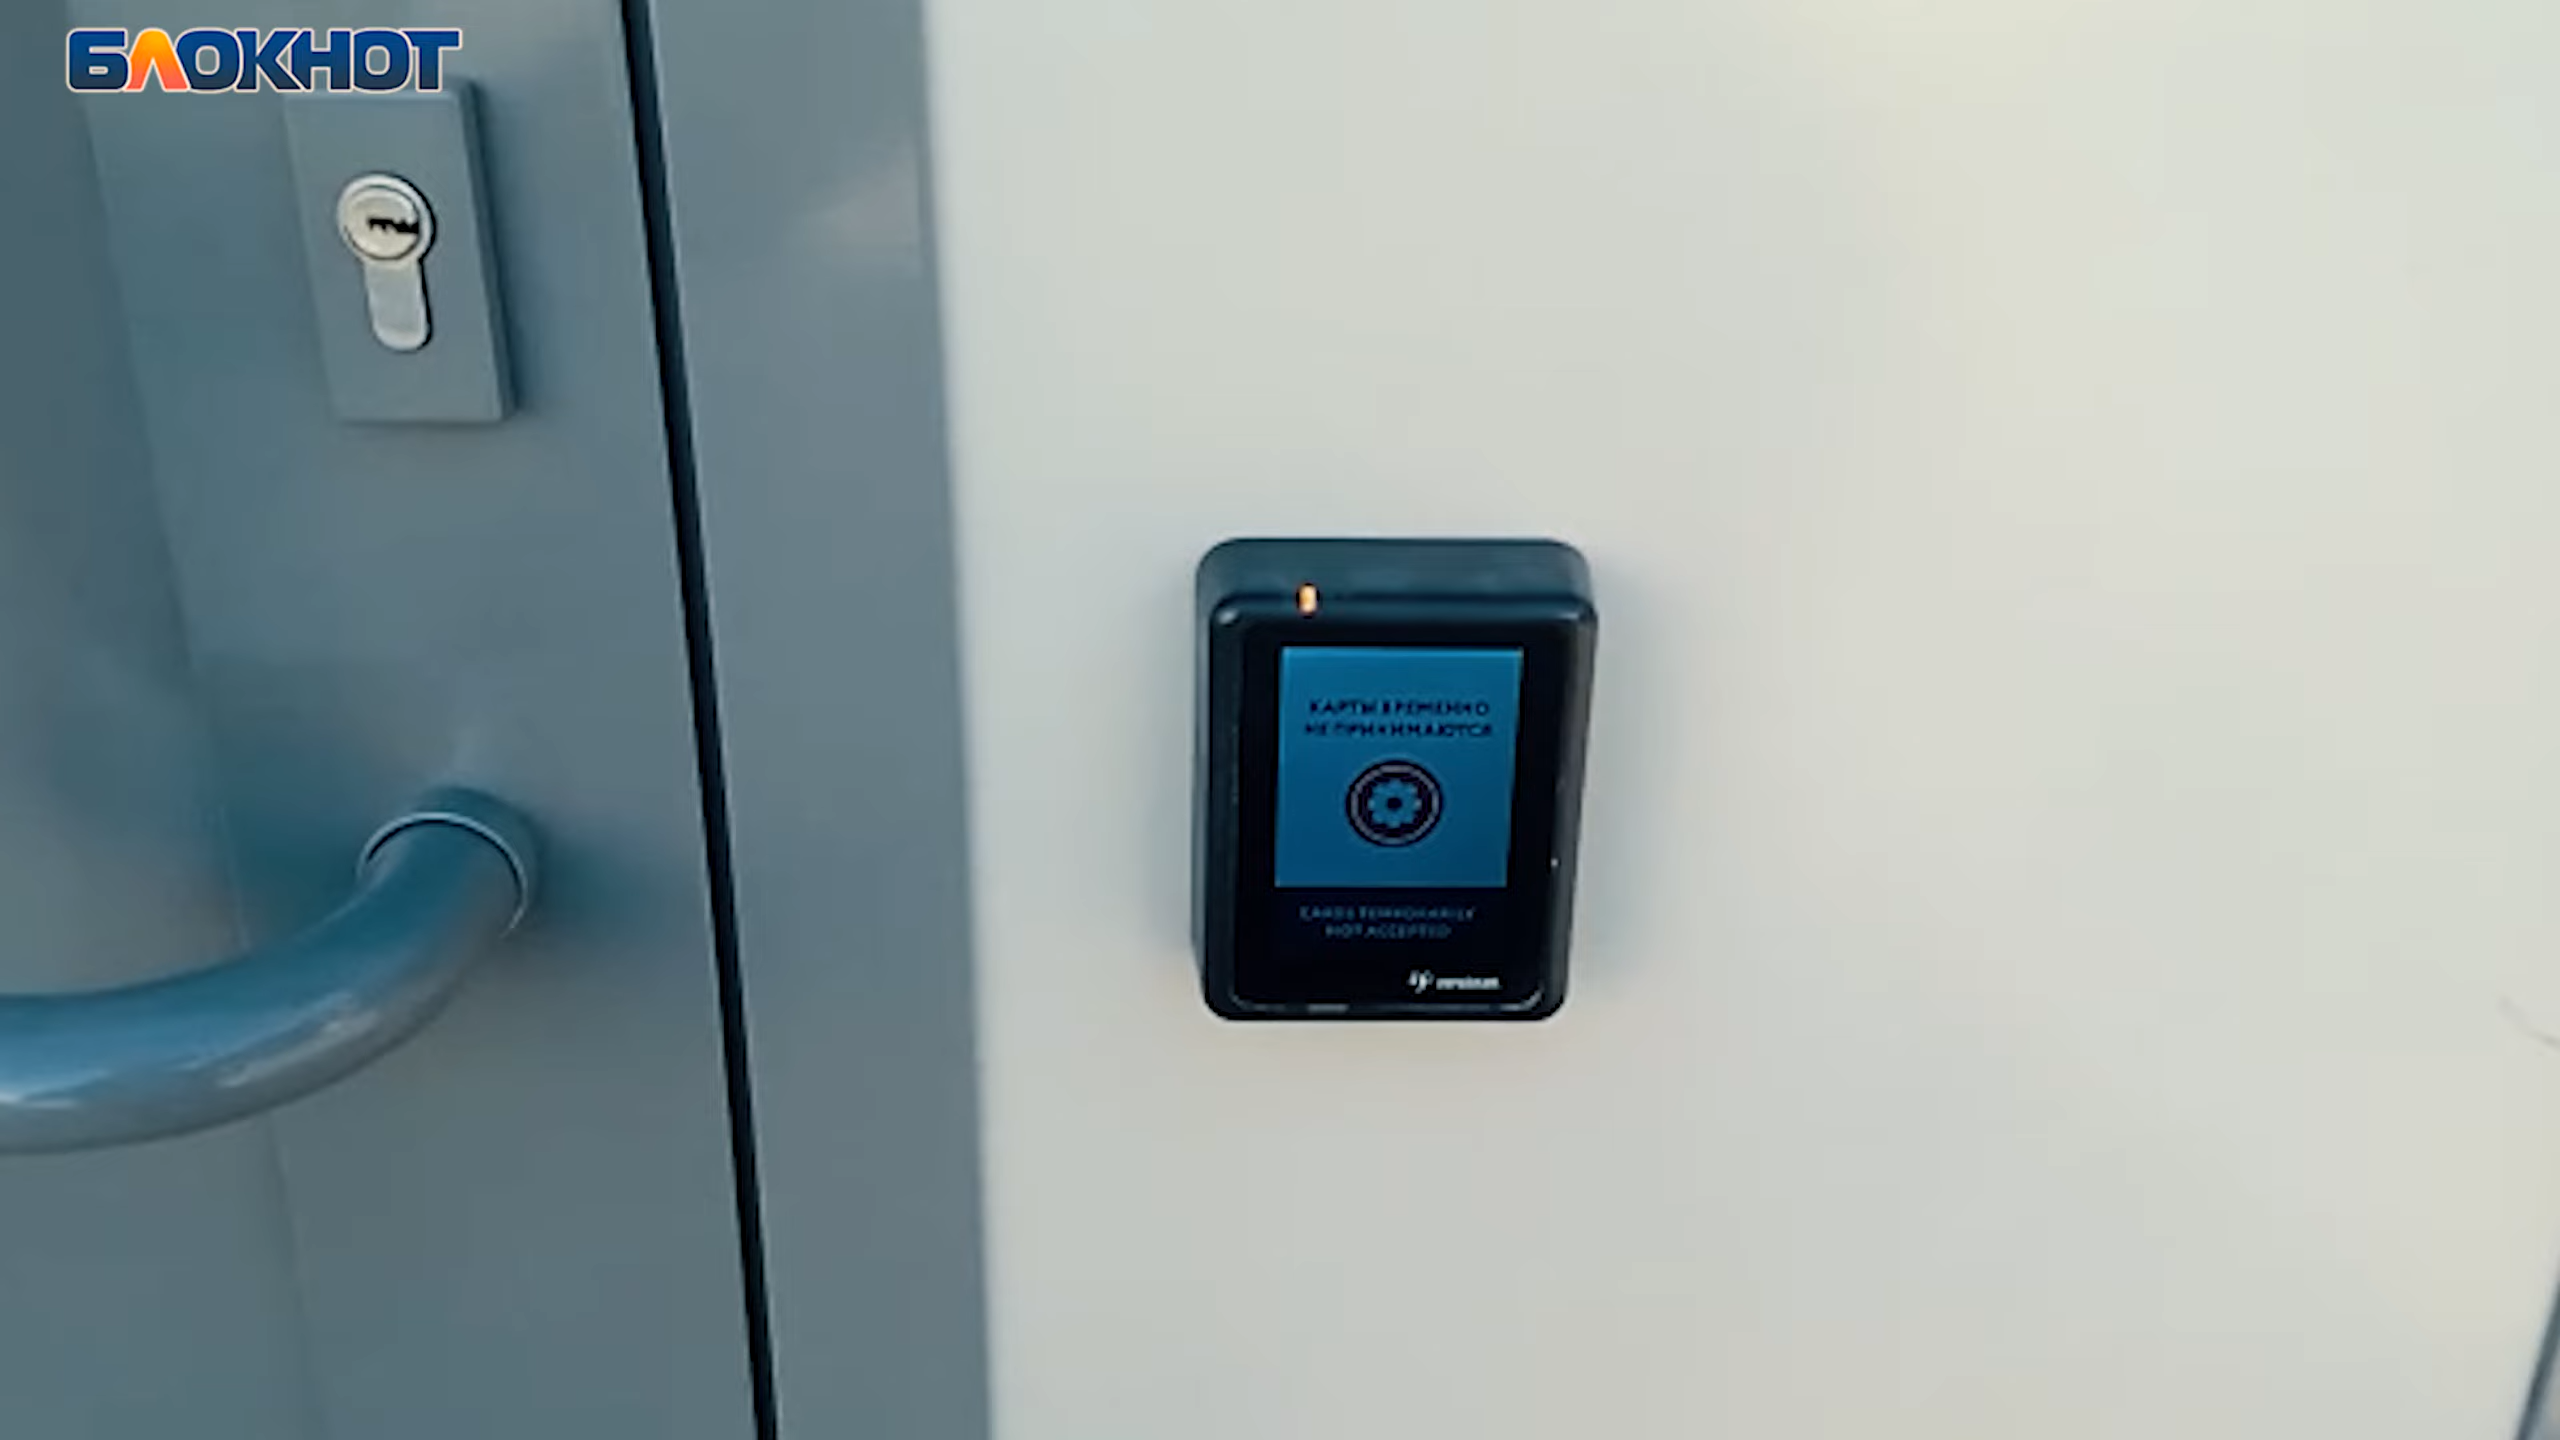 БЛОКНОТ
КАРТЫ ВРЕМЕННО
НЕ ПРИНИМАЮТСЯ
CARDS TEMPORARILY
NOT ACCEPTED